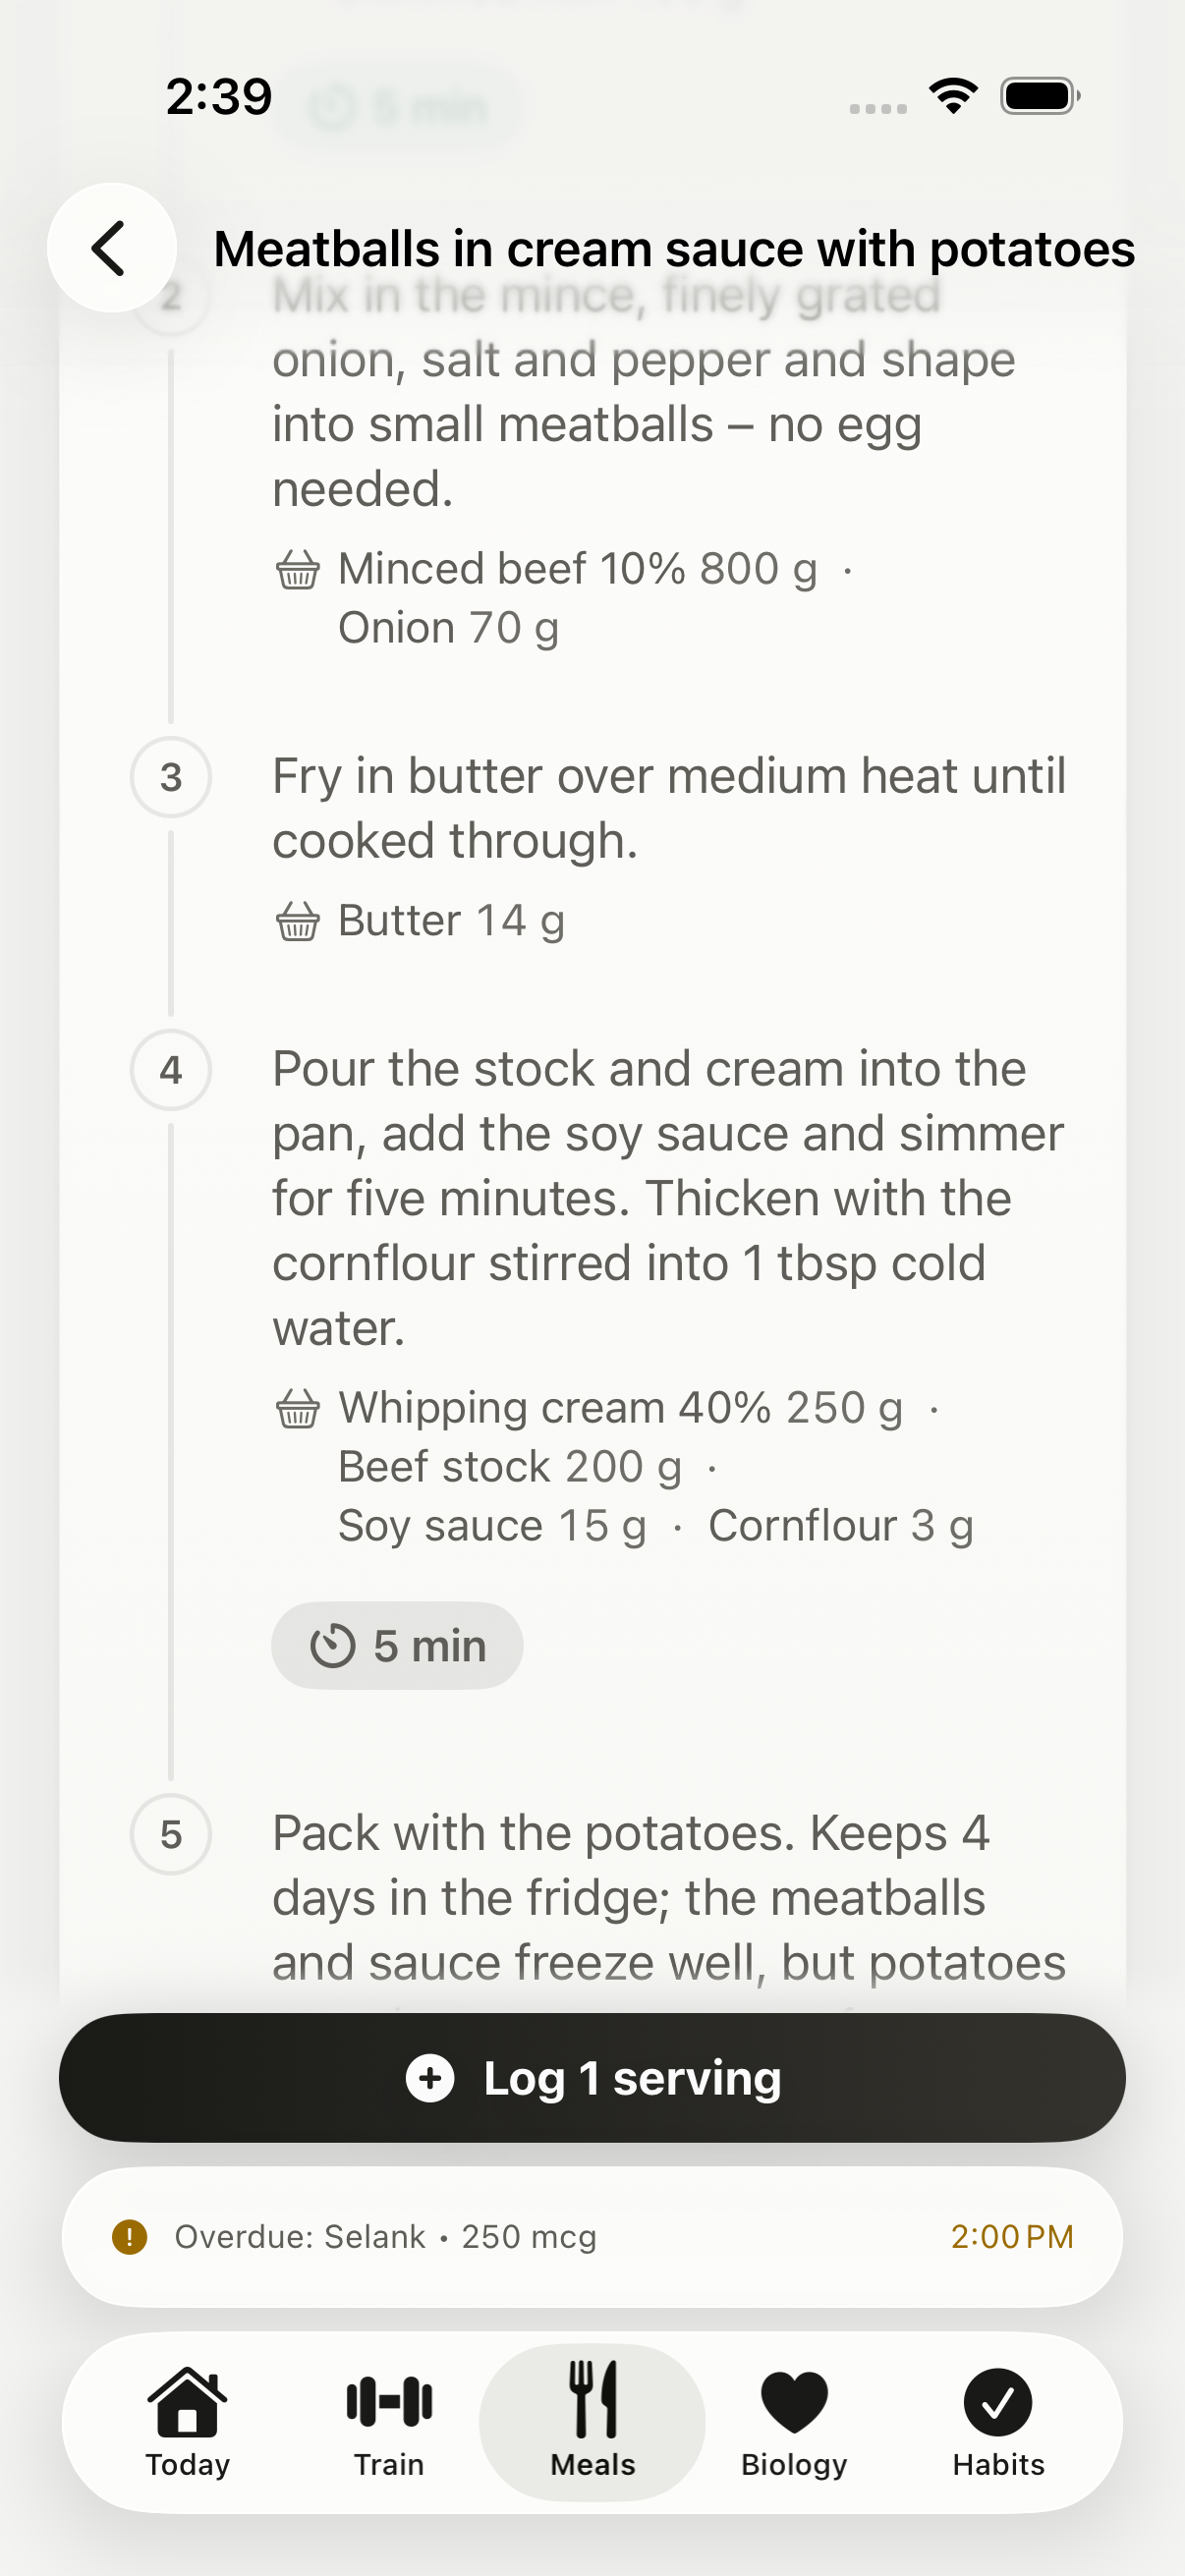 2:39
5 min
Meatballs in cream sauce with potatoes
2
Mix in the mince, finely grated
onion, salt and pepper and shape
into small meatballs – no egg
needed.
Minced beef 10% 800 g ·
Onion 70 g
3
Fry in butter over medium heat until
cooked through.
Butter 14 g
4
Pour the stock and cream into the
pan, add the soy sauce and simmer
for five minutes. Thicken with the
cornflour stirred into 1 tbsp cold
water.
Whipping cream 40% 250 g ·
Beef stock 200 g ·
Soy sauce 15 g · Cornflour 3 g
5 min
5
Pack with the potatoes. Keeps 4
days in the fridge; the meatballs
and sauce freeze well, but potatoes
Log 1 serving
Overdue: Selank • 250 mcg
2:00 PM
Today
Train
Meals
Biology
Habits